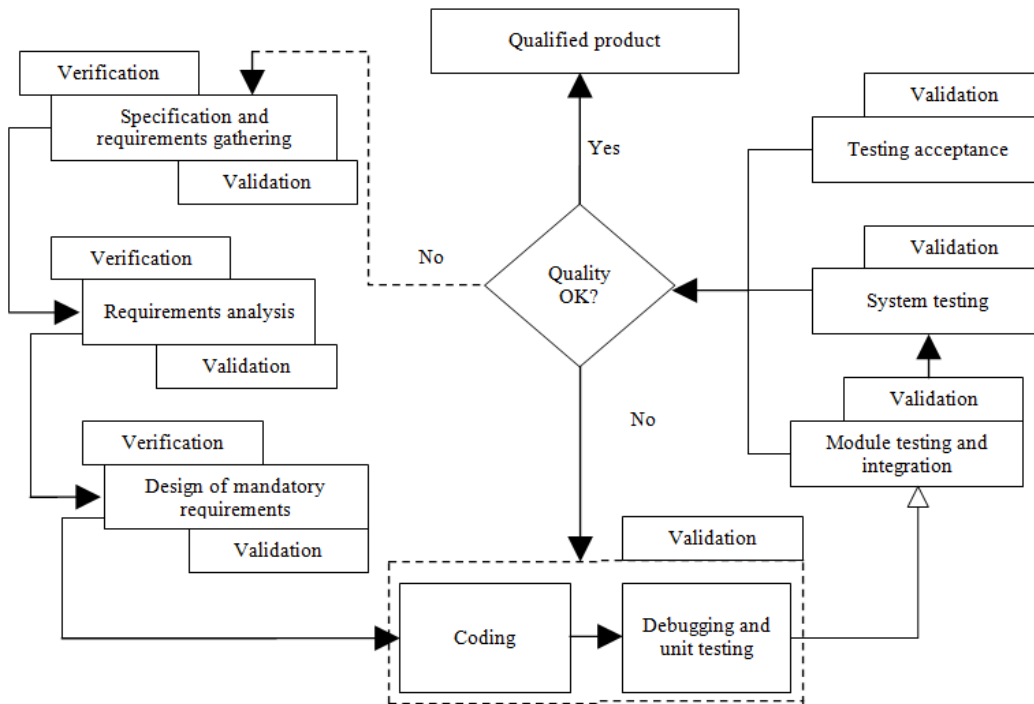 Qualified product
Verification
Specification and
requirements gathering
Validation
Validation
Testing acceptance
Yes
No
Quality
OK?
Verification
Requirements analysis
Validation
Validation
System testing
No
Validation
Module testing and
integration
Verification
Design of mandatory
requirements
Validation
Validation
Coding
Debugging and
unit testing